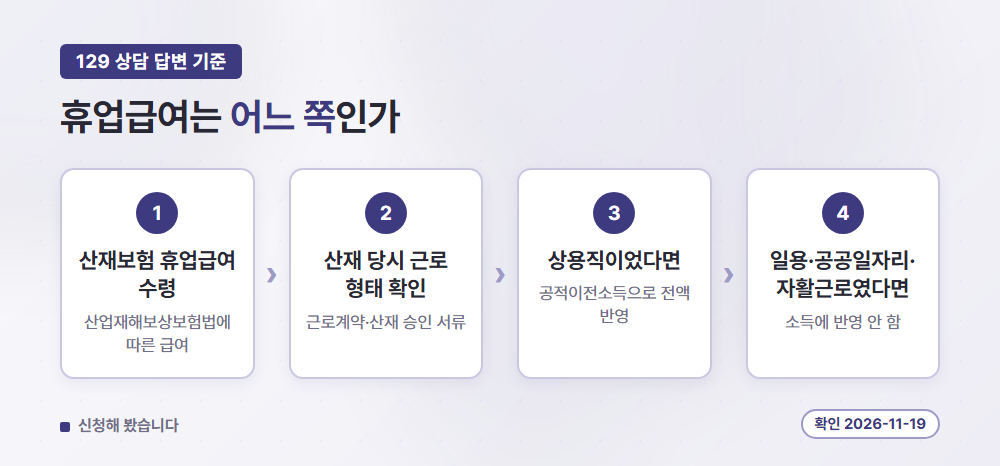 129 상담 답변 기준
휴업급여는 어느 쪽인가
1
산재보험 휴업급여
수령
산업재해보상보험법에
따른 급여
›
2
산재 당시 근로
형태 확인
근로계약·산재 승인 서류
›
3
상용직이었다면
공적이전소득으로 전액
반영
›
4
일용·공공일자리·
자활근로였다면
소득에 반영 안 함
신청해 봤습니다
확인 2026-11-19